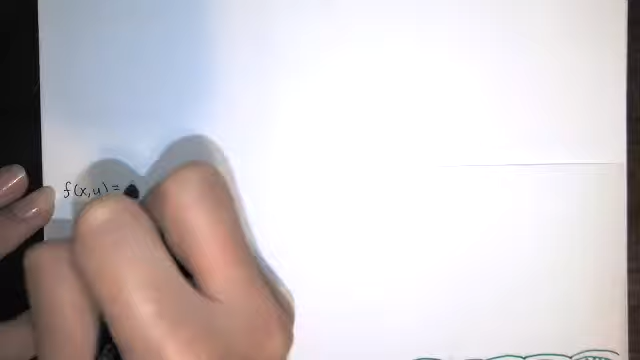 f(x,y) =